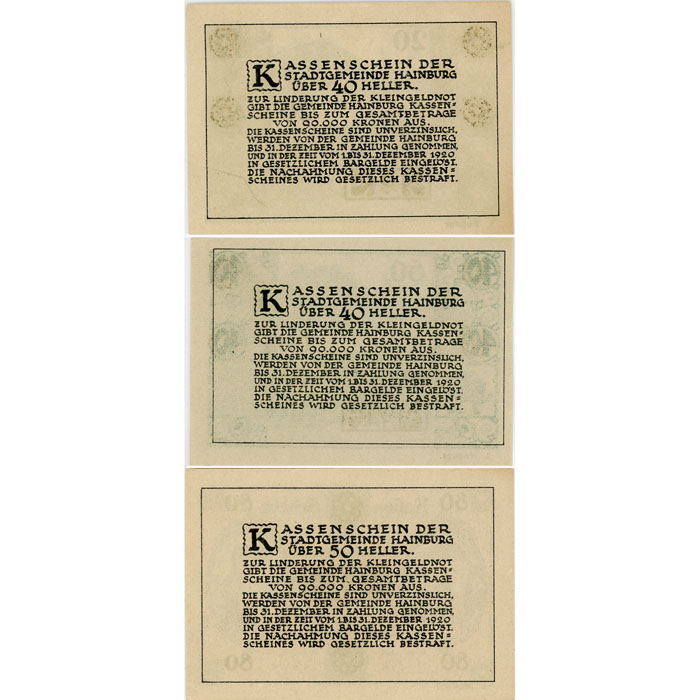 KASSENSCHEIN DER
STADTGEMEINDE HAINBURG
ÜBER 40 HELLER.
ZUR LINDERUNG DER KLEINGELDNOT
GIBT DIE GEMEINDE HAINBURG KASSEN=
SCHEINE BIS ZUM GESAMTBETRAGE
VON 90.000 KRONEN AUS.
DIE KASSENSCHEINE SIND UNVERZINSLICH,
WERDEN VON DER GEMEINDE HAINBURG
BIS 31. DEZEMBER IN ZAHLUNG GENOMMEN,
UND IN DER ZEIT VOM 1. BIS 31. DEZEMBER 1920
IN GESETZLICHEM BARGELDE EINGELÖST.
DIE NACHAHMUNG DIESES KASSEN=
SCHEINES WIRD GESETZLICH BESTRAFT.
KASSENSCHEIN DER
STADTGEMEINDE HAINBURG
ÜBER 40 HELLER.
ZUR LINDERUNG DER KLEINGELDNOT
GIBT DIE GEMEINDE HAINBURG KASSEN=
SCHEINE BIS ZUM GESAMTBETRAGE
VON 90.000 KRONEN AUS.
DIE KASSENSCHEINE SIND UNVERZINSLICH,
WERDEN VON DER GEMEINDE HAINBURG
BIS 31. DEZEMBER IN ZAHLUNG GENOMMEN,
UND IN DER ZEIT VOM 1. BIS 31. DEZEMBER 1920
IN GESETZLICHEM BARGELDE EINGELÖST.
DIE NACHAHMUNG DIESES KASSEN=
SCHEINES WIRD GESETZLICH BESTRAFT.
KASSENSCHEIN DER
STADTGEMEINDE HAINBURG
ÜBER 50 HELLER.
ZUR LINDERUNG DER KLEINGELDNOT
GIBT DIE GEMEINDE HAINBURG KASSEN=
SCHEINE BIS ZUM GESAMTBETRAGE
VON 90.000 KRONEN AUS.
DIE KASSENSCHEINE SIND UNVERZINSLICH,
WERDEN VON DER GEMEINDE HAINBURG
BIS 31. DEZEMBER IN ZAHLUNG GENOMMEN,
UND IN DER ZEIT VOM 1. BIS 31. DEZEMBER 1920
IN GESETZLICHEM BARGELDE EINGELÖST.
DIE NACHAHMUNG DIESES KASSEN=
SCHEINES WIRD GESETZLICH BESTRAFT.